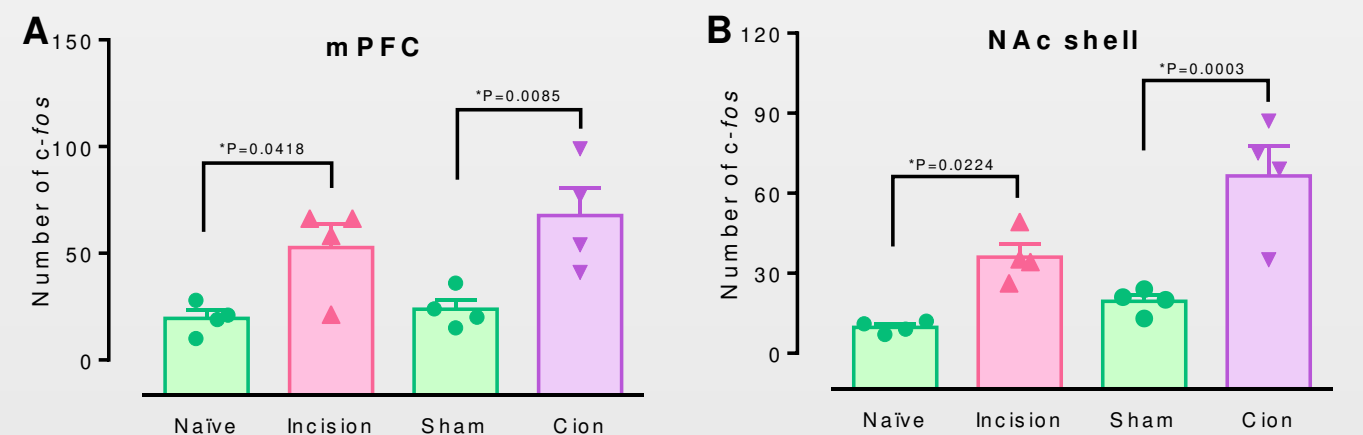 A
mPFC
150
100
50
0
Number of c-fos
*P=0.0418
*P=0.0085
Naïve
Incision
Sham
Cion
B
NAc shell
120
90
60
30
0
Number of c-fos
*P=0.0224
*P=0.0003
Naïve
Incision
Sham
Cion